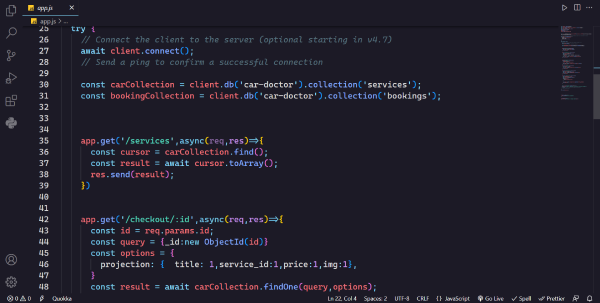 app.js
app.js > ...
25 try {
26 // Connect the client to the server (optional starting in v4.7)
27 await client.connect();
28 // Send a ping to confirm a successful connection
29
30 const carCollection = client.db('car-doctor').collection('services');
31 const bookingCollection = client.db('car-doctor').collection('bookings');
32
33
34
35 app.get('/services',async(req,res)=>{
36 const cursor = carCollection.find();
37 const result = await cursor.toArray();
38 res.send(result);
39 })
40
41
42 app.get('/checkout/:id',async(req,res)=>{
43 const id = req.params.id;
44 const query = {_id:new ObjectId(id)}
45 const options = {
46 projection: { title: 1,service_id:1,price:1,img:1},
47 }
48 const result = await carCollection.findOne(query,options);
0 0 Quokka Ln 22, Col 4 Spaces: 2 UTF-8 CRLF {} JavaScript Go Live Spell Prettier